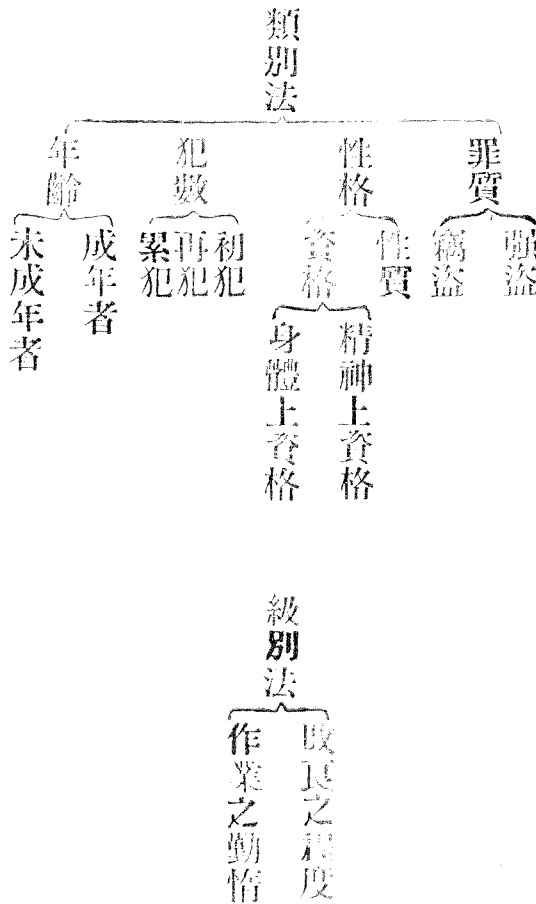 類別法
罪質
强盜
竊盜
性格
性質
資格
精神上資格
身體上資格
犯數
初犯
再犯
累犯
年齡
成年者
未成年者
級別法
改良之程度
作業之勤惰